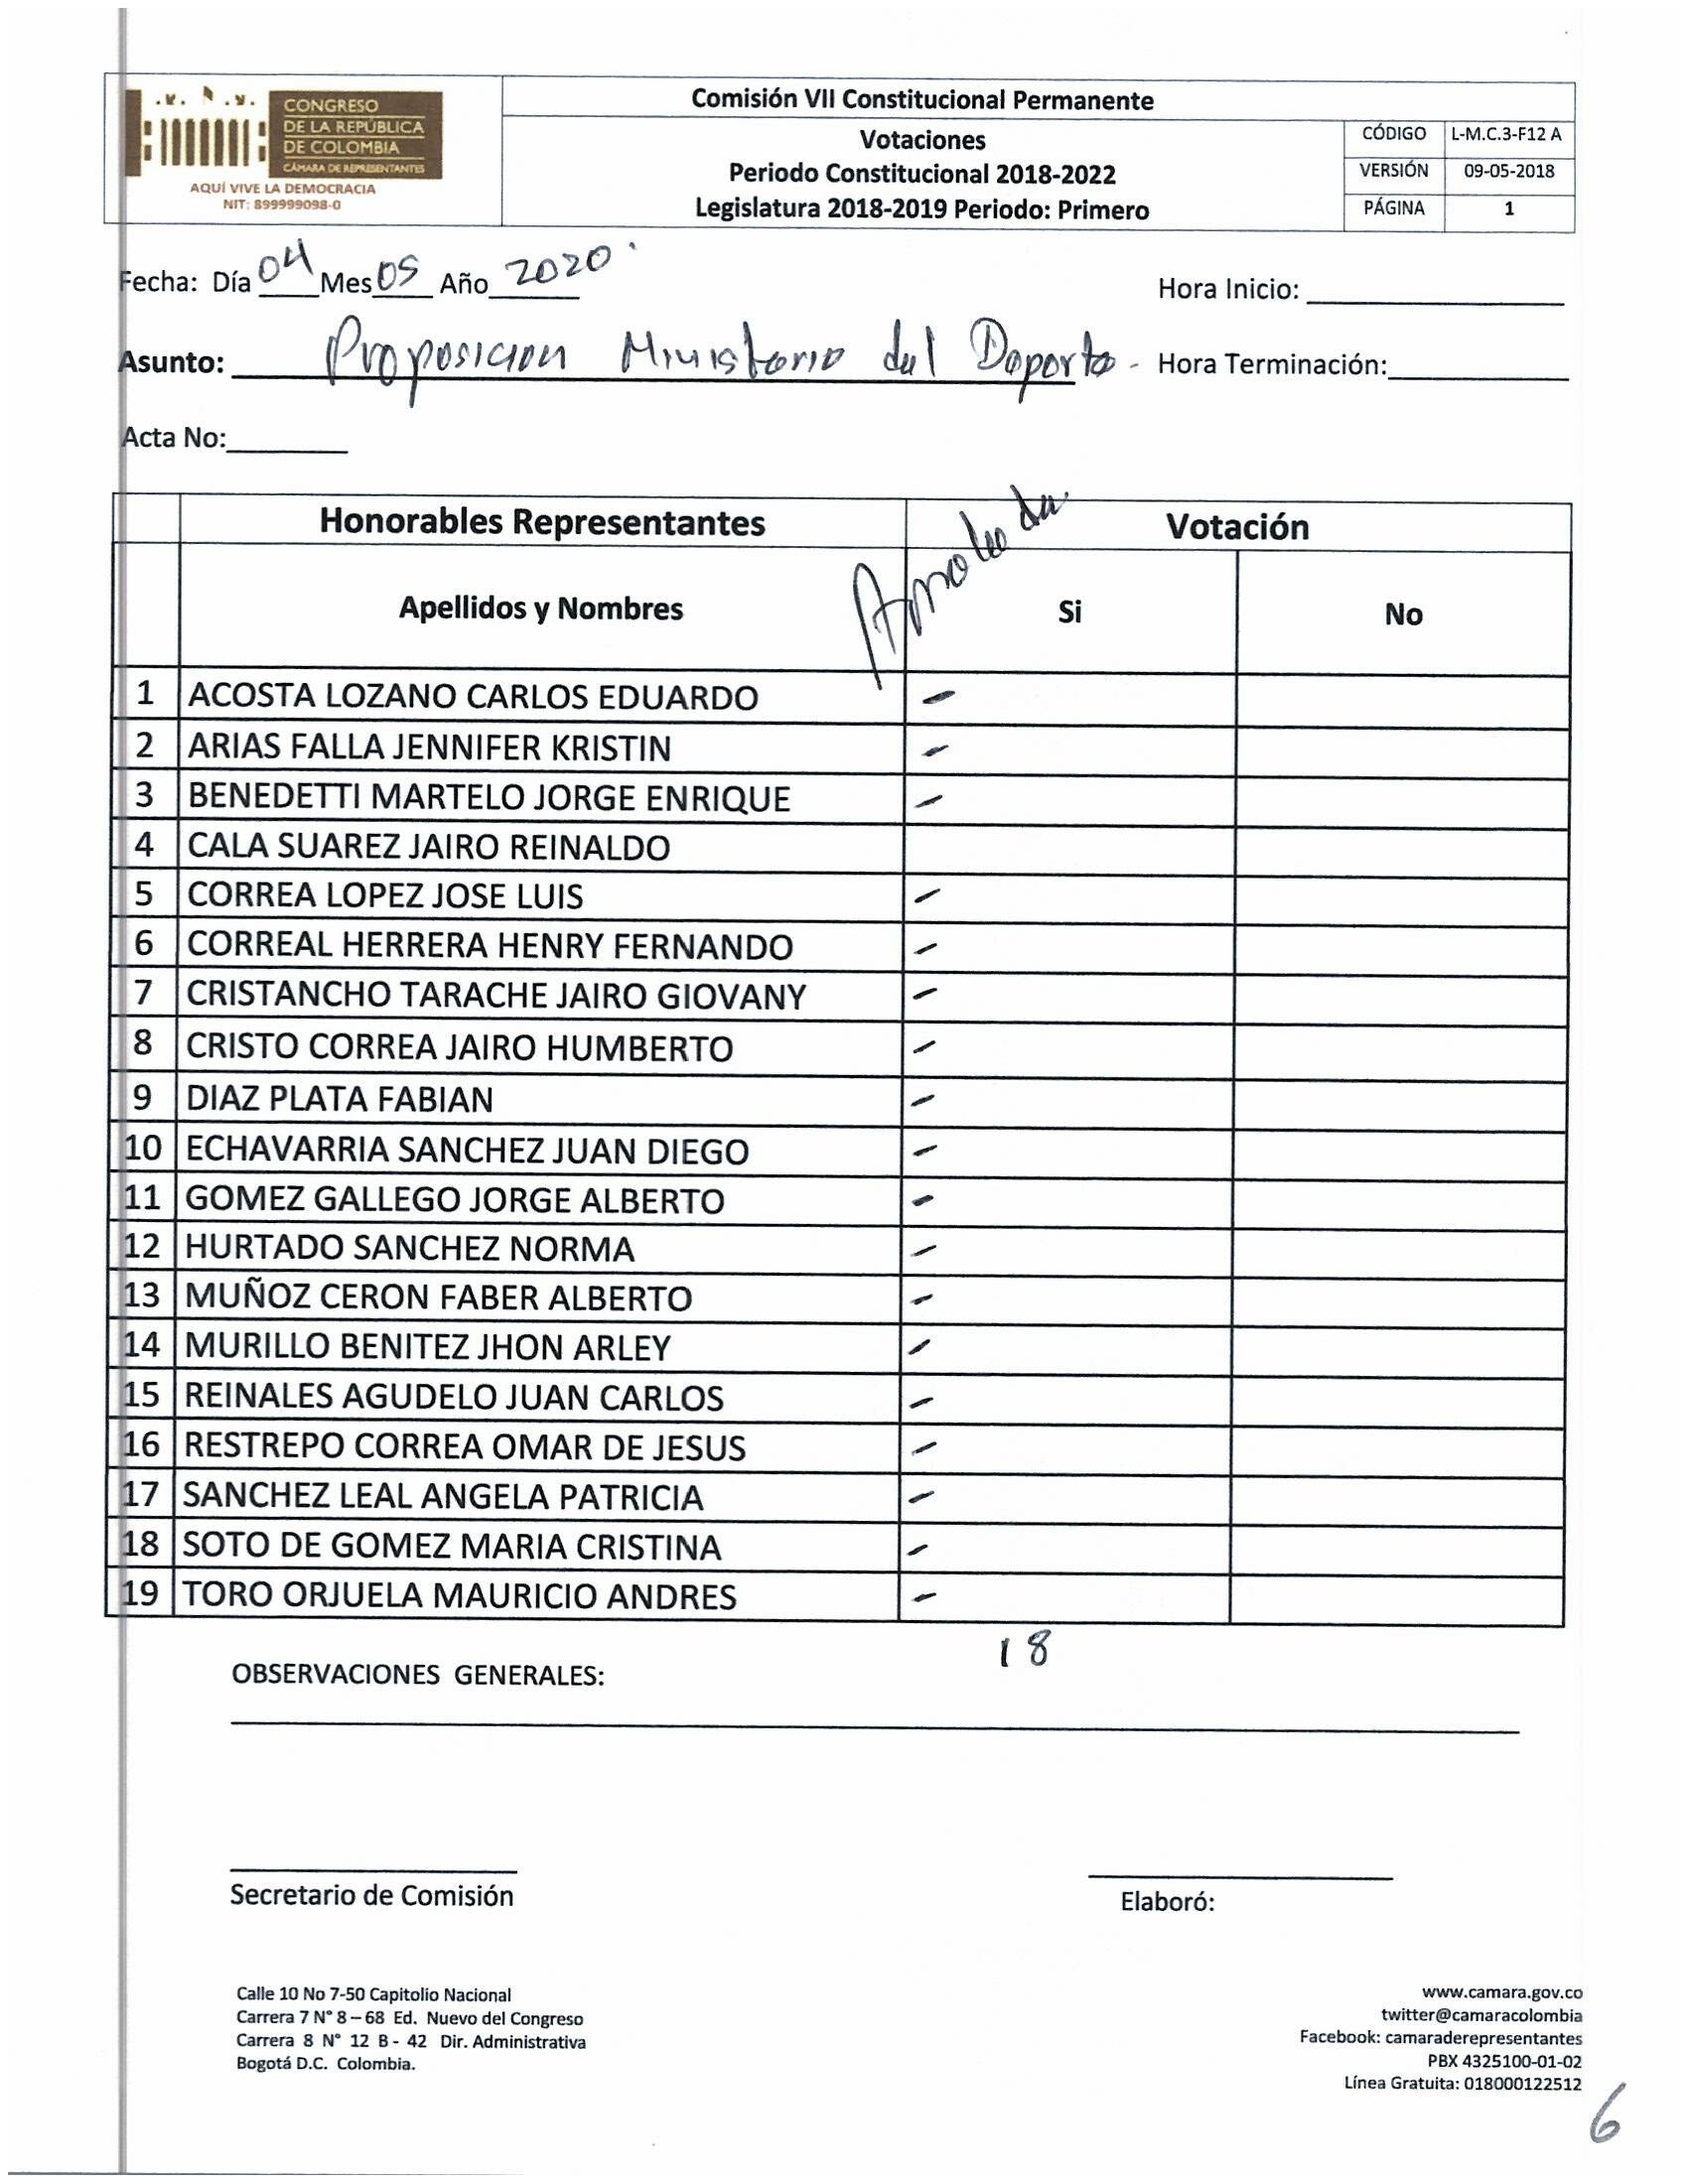 CONGRESO
DE LA REPÚBLICA
DE COLOMBIA
CÁMARA DE REPRESENTANTES
AQUÍ VIVE LA DEMOCRACIA
NIT: 899999098-0
Comisión VII Constitucional Permanente
Votaciones
Periodo Constitucional 2018-2022
Legislatura 2018-2019 Periodo: Primero
CÓDIGO L-M.C.3-F12 A
VERSIÓN 09-05-2018
PÁGINA 1
Fecha: Día 04 Mes 05 Año 2020
Hora Inicio:
Asunto: Proposicion Ministerio del Deporte - Hora Terminación:
Acta No:
Honorables Representantes Votación
Apellidos y Nombres Si No
1 ACOSTA LOZANO CARLOS EDUARDO -
2 ARIAS FALLA JENNIFER KRISTIN -
3 BENEDETTI MARTELO JORGE ENRIQUE -
4 CALA SUAREZ JAIRO REINALDO
5 CORREA LOPEZ JOSE LUIS -
6 CORREAL HERRERA HENRY FERNANDO -
7 CRISTANCHO TARACHE JAIRO GIOVANY -
8 CRISTO CORREA JAIRO HUMBERTO -
9 DIAZ PLATA FABIAN -
10 ECHAVARRIA SANCHEZ JUAN DIEGO -
11 GOMEZ GALLEGO JORGE ALBERTO -
12 HURTADO SANCHEZ NORMA -
13 MUÑOZ CERON FABER ALBERTO -
14 MURILLO BENITEZ JHON ARLEY -
15 REINALES AGUDELO JUAN CARLOS -
16 RESTREPO CORREA OMAR DE JESUS -
17 SANCHEZ LEAL ANGELA PATRICIA -
18 SOTO DE GOMEZ MARIA CRISTINA -
19 TORO ORJUELA MAURICIO ANDRES -
18
OBSERVACIONES GENERALES:
Secretario de Comisión
Elaboró:
Calle 10 No 7-50 Capitolio Nacional
Carrera 7 N° 8 – 68 Ed. Nuevo del Congreso
Carrera 8 N° 12 B - 42 Dir. Administrativa
Bogotá D.C. Colombia.
www.camara.gov.co
twitter@camaracolombia
Facebook: camaraderepresentantes
PBX 4325100-01-02
Línea Gratuita: 018000122512
6